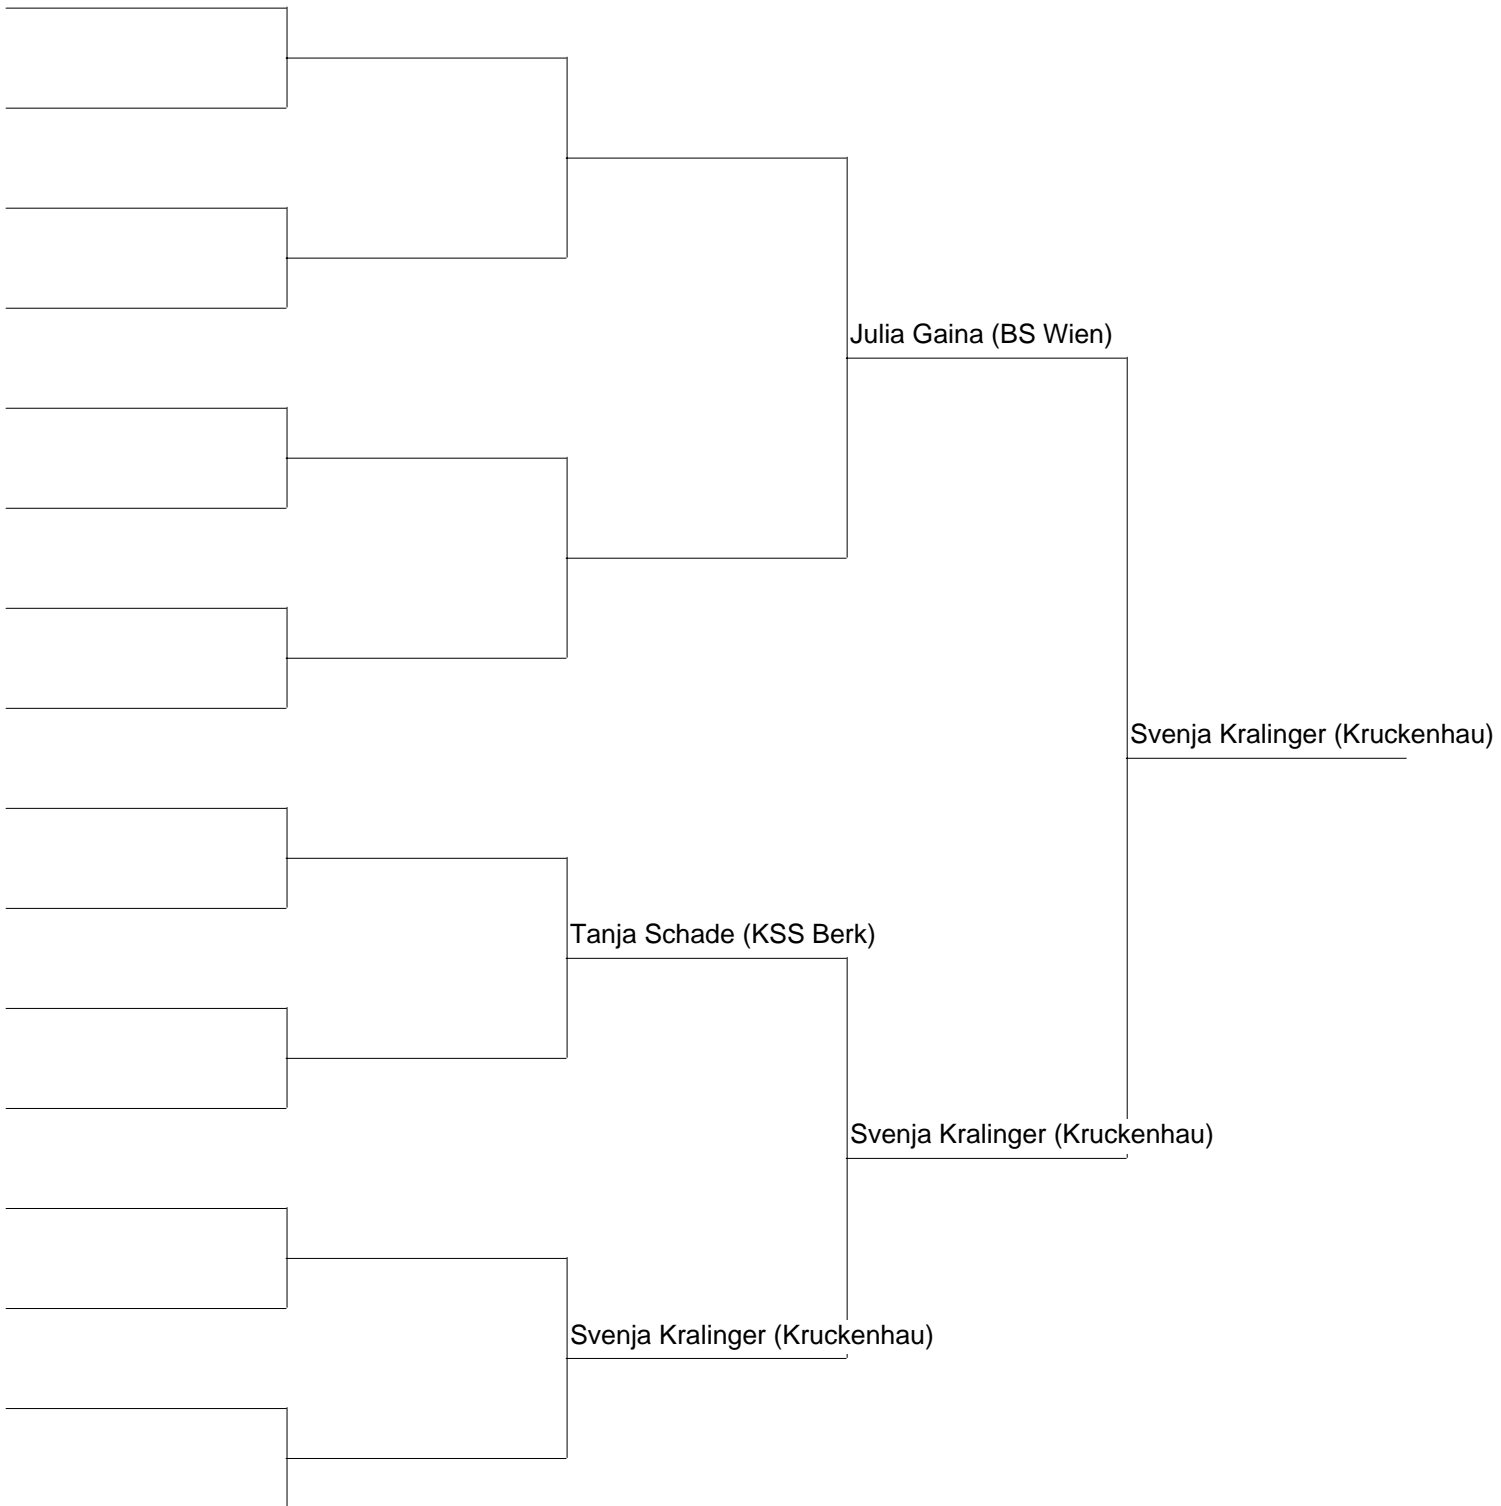 Julia Gaina (BS Wien)
Svenja Kralinger (Kruckenhau)
Tanja Schade (KSS Berk)
Svenja Kralinger (Kruckenhau)
Svenja Kralinger (Kruckenhau)